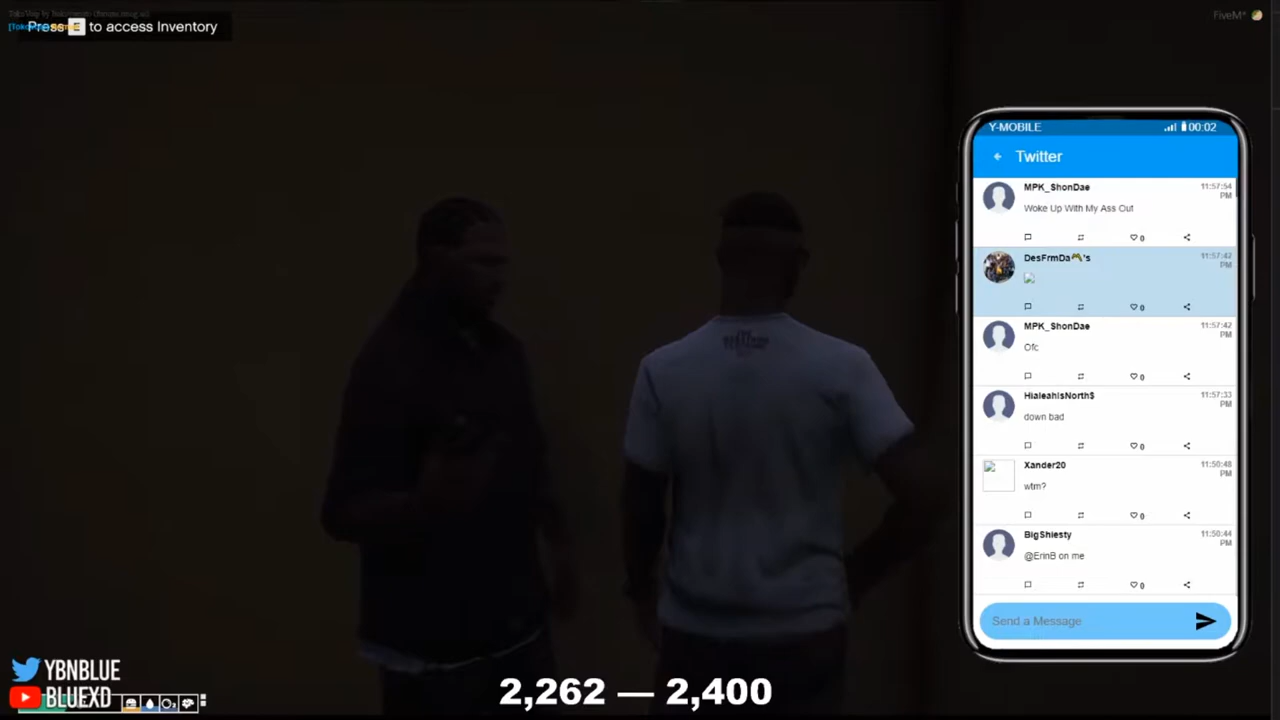 Press E to access Inventory
FiveM*
Y-MOBILE
00:02
Twitter
MPK_ShonDae
11:57:54 PM
Woke Up With My Ass Out
0
DesFrmDa🎮's
11:57:42 PM
0
MPK_ShonDae
11:57:42 PM
Ofc
0
HialeahIsNorth$
11:57:33 PM
down bad
0
Xander20
11:50:48 PM
wtm?
0
BigShiesty
11:50:44 PM
@ErinB on me
0
Send a Message
YBNBLUE
BLUEXD
2,262 — 2,400